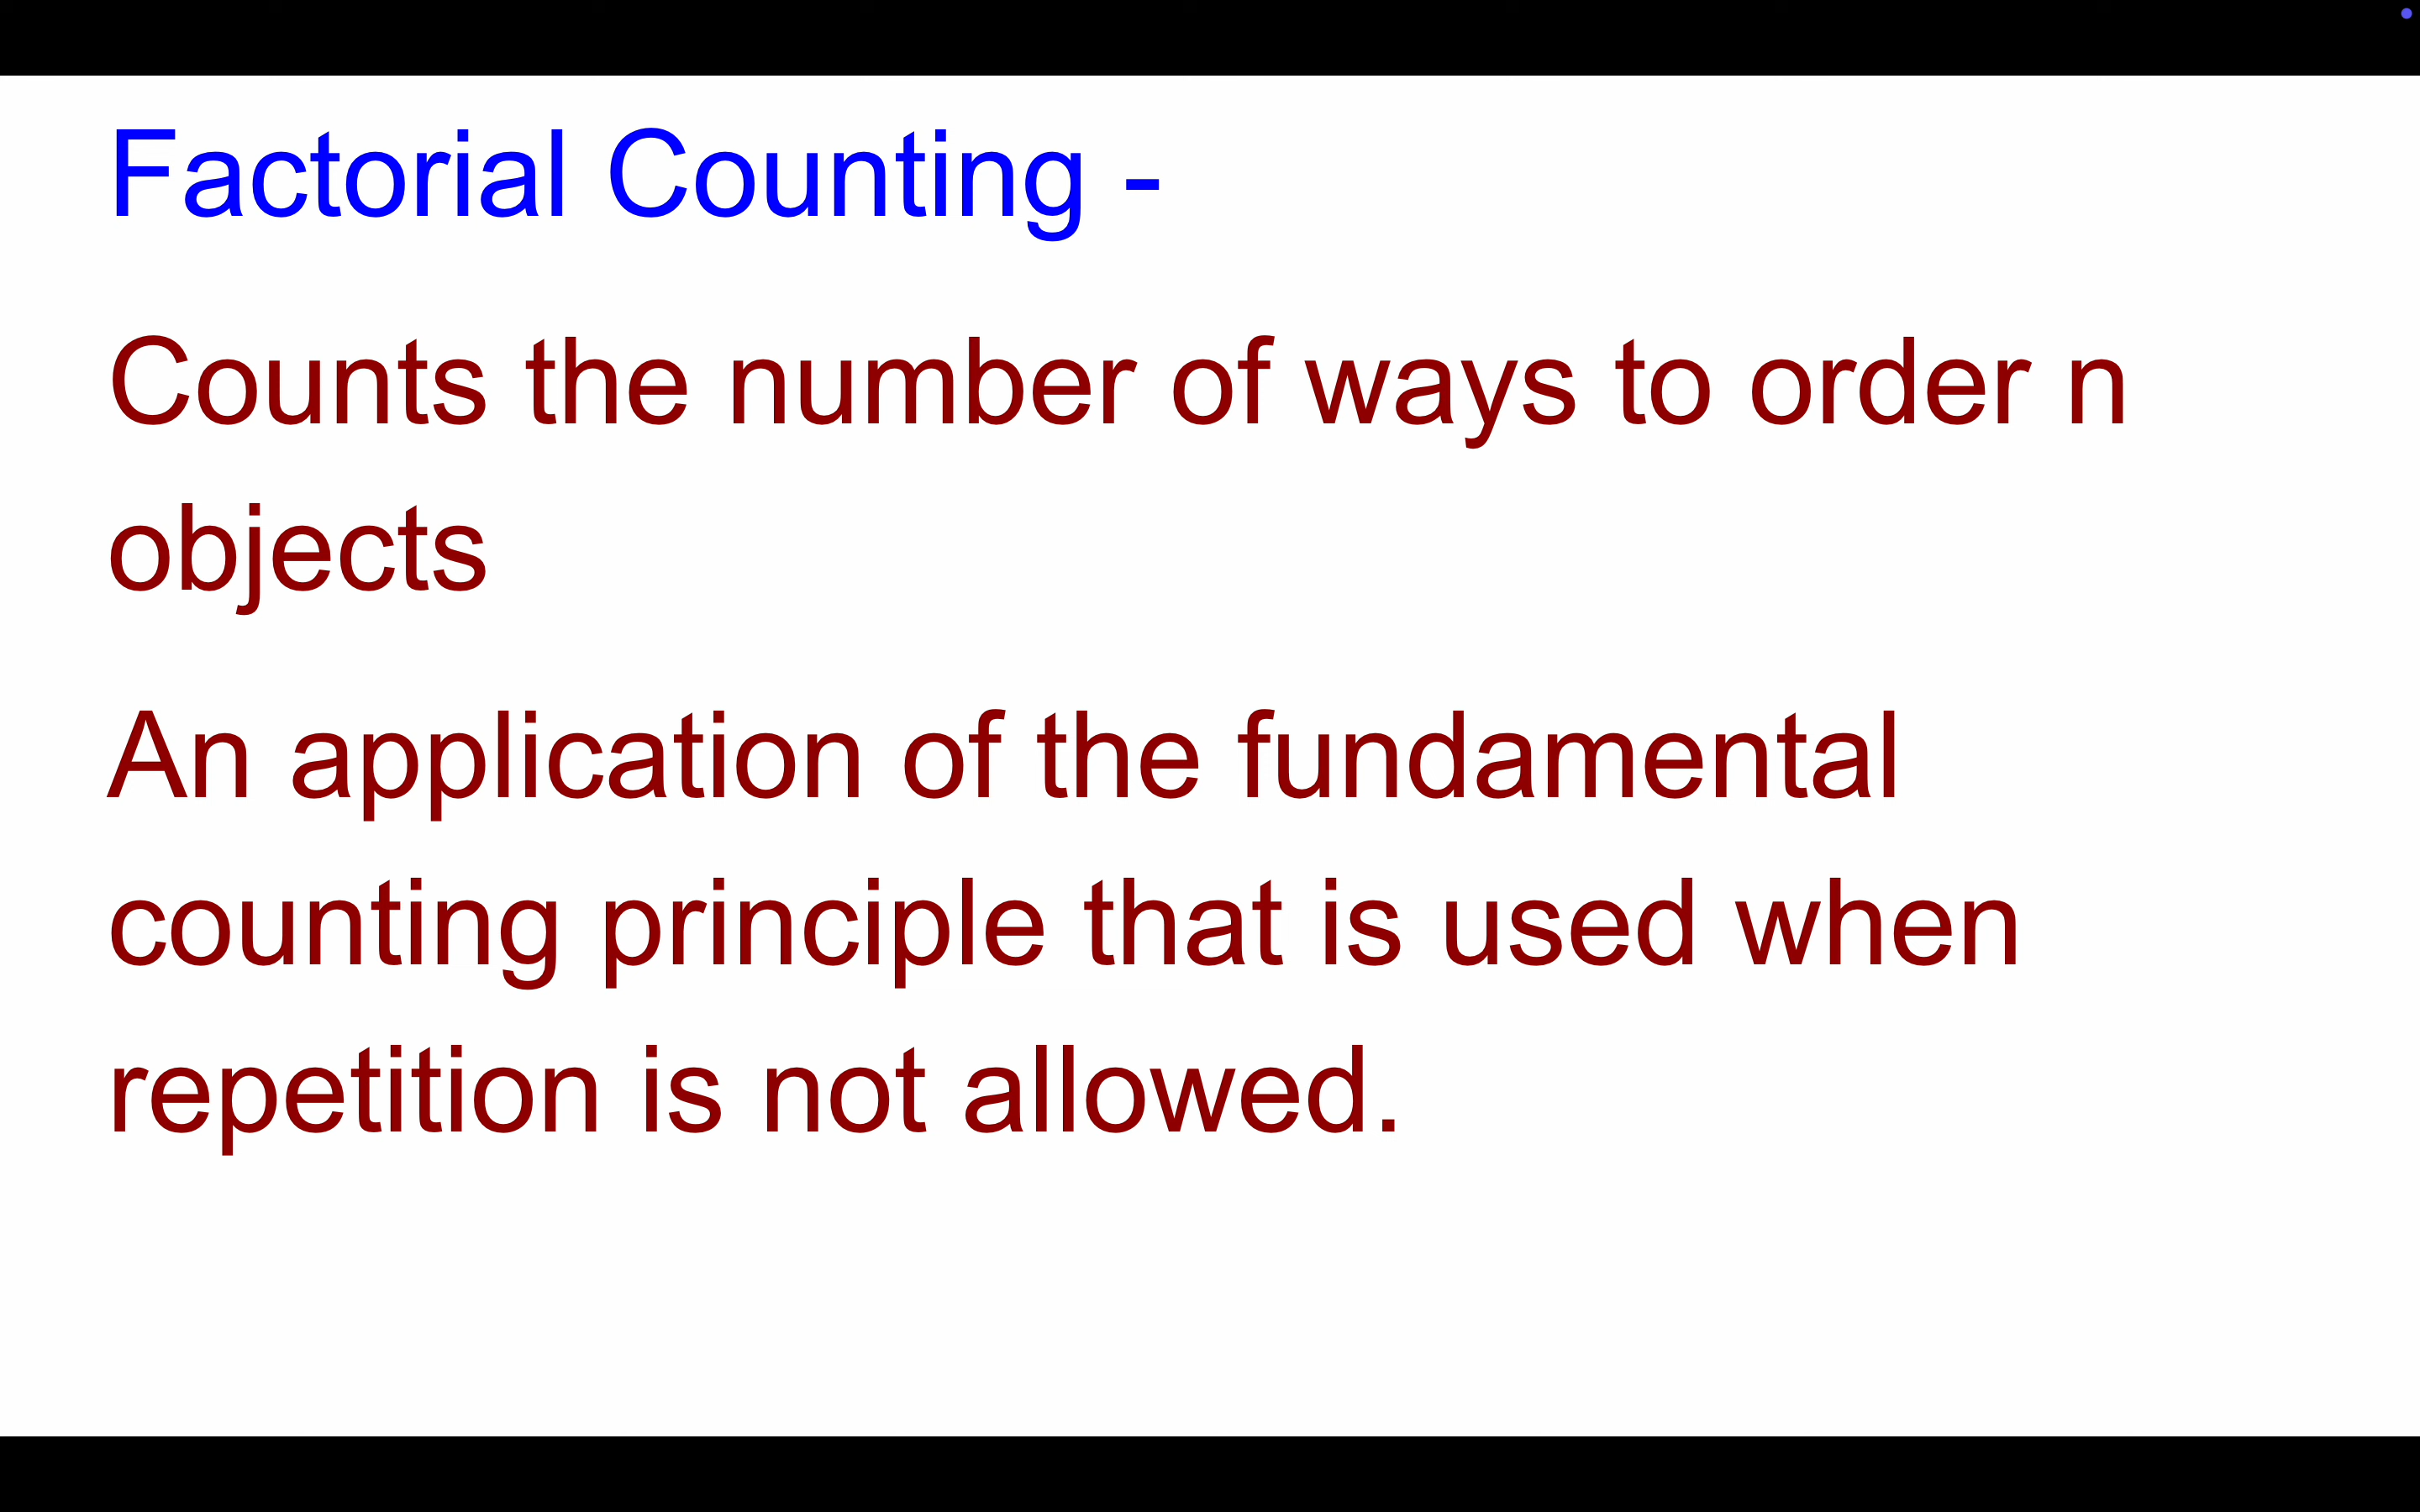 Factorial Counting -
Counts the number of ways to order n
objects
An application of the fundamental
counting principle that is used when
repetition is not allowed.